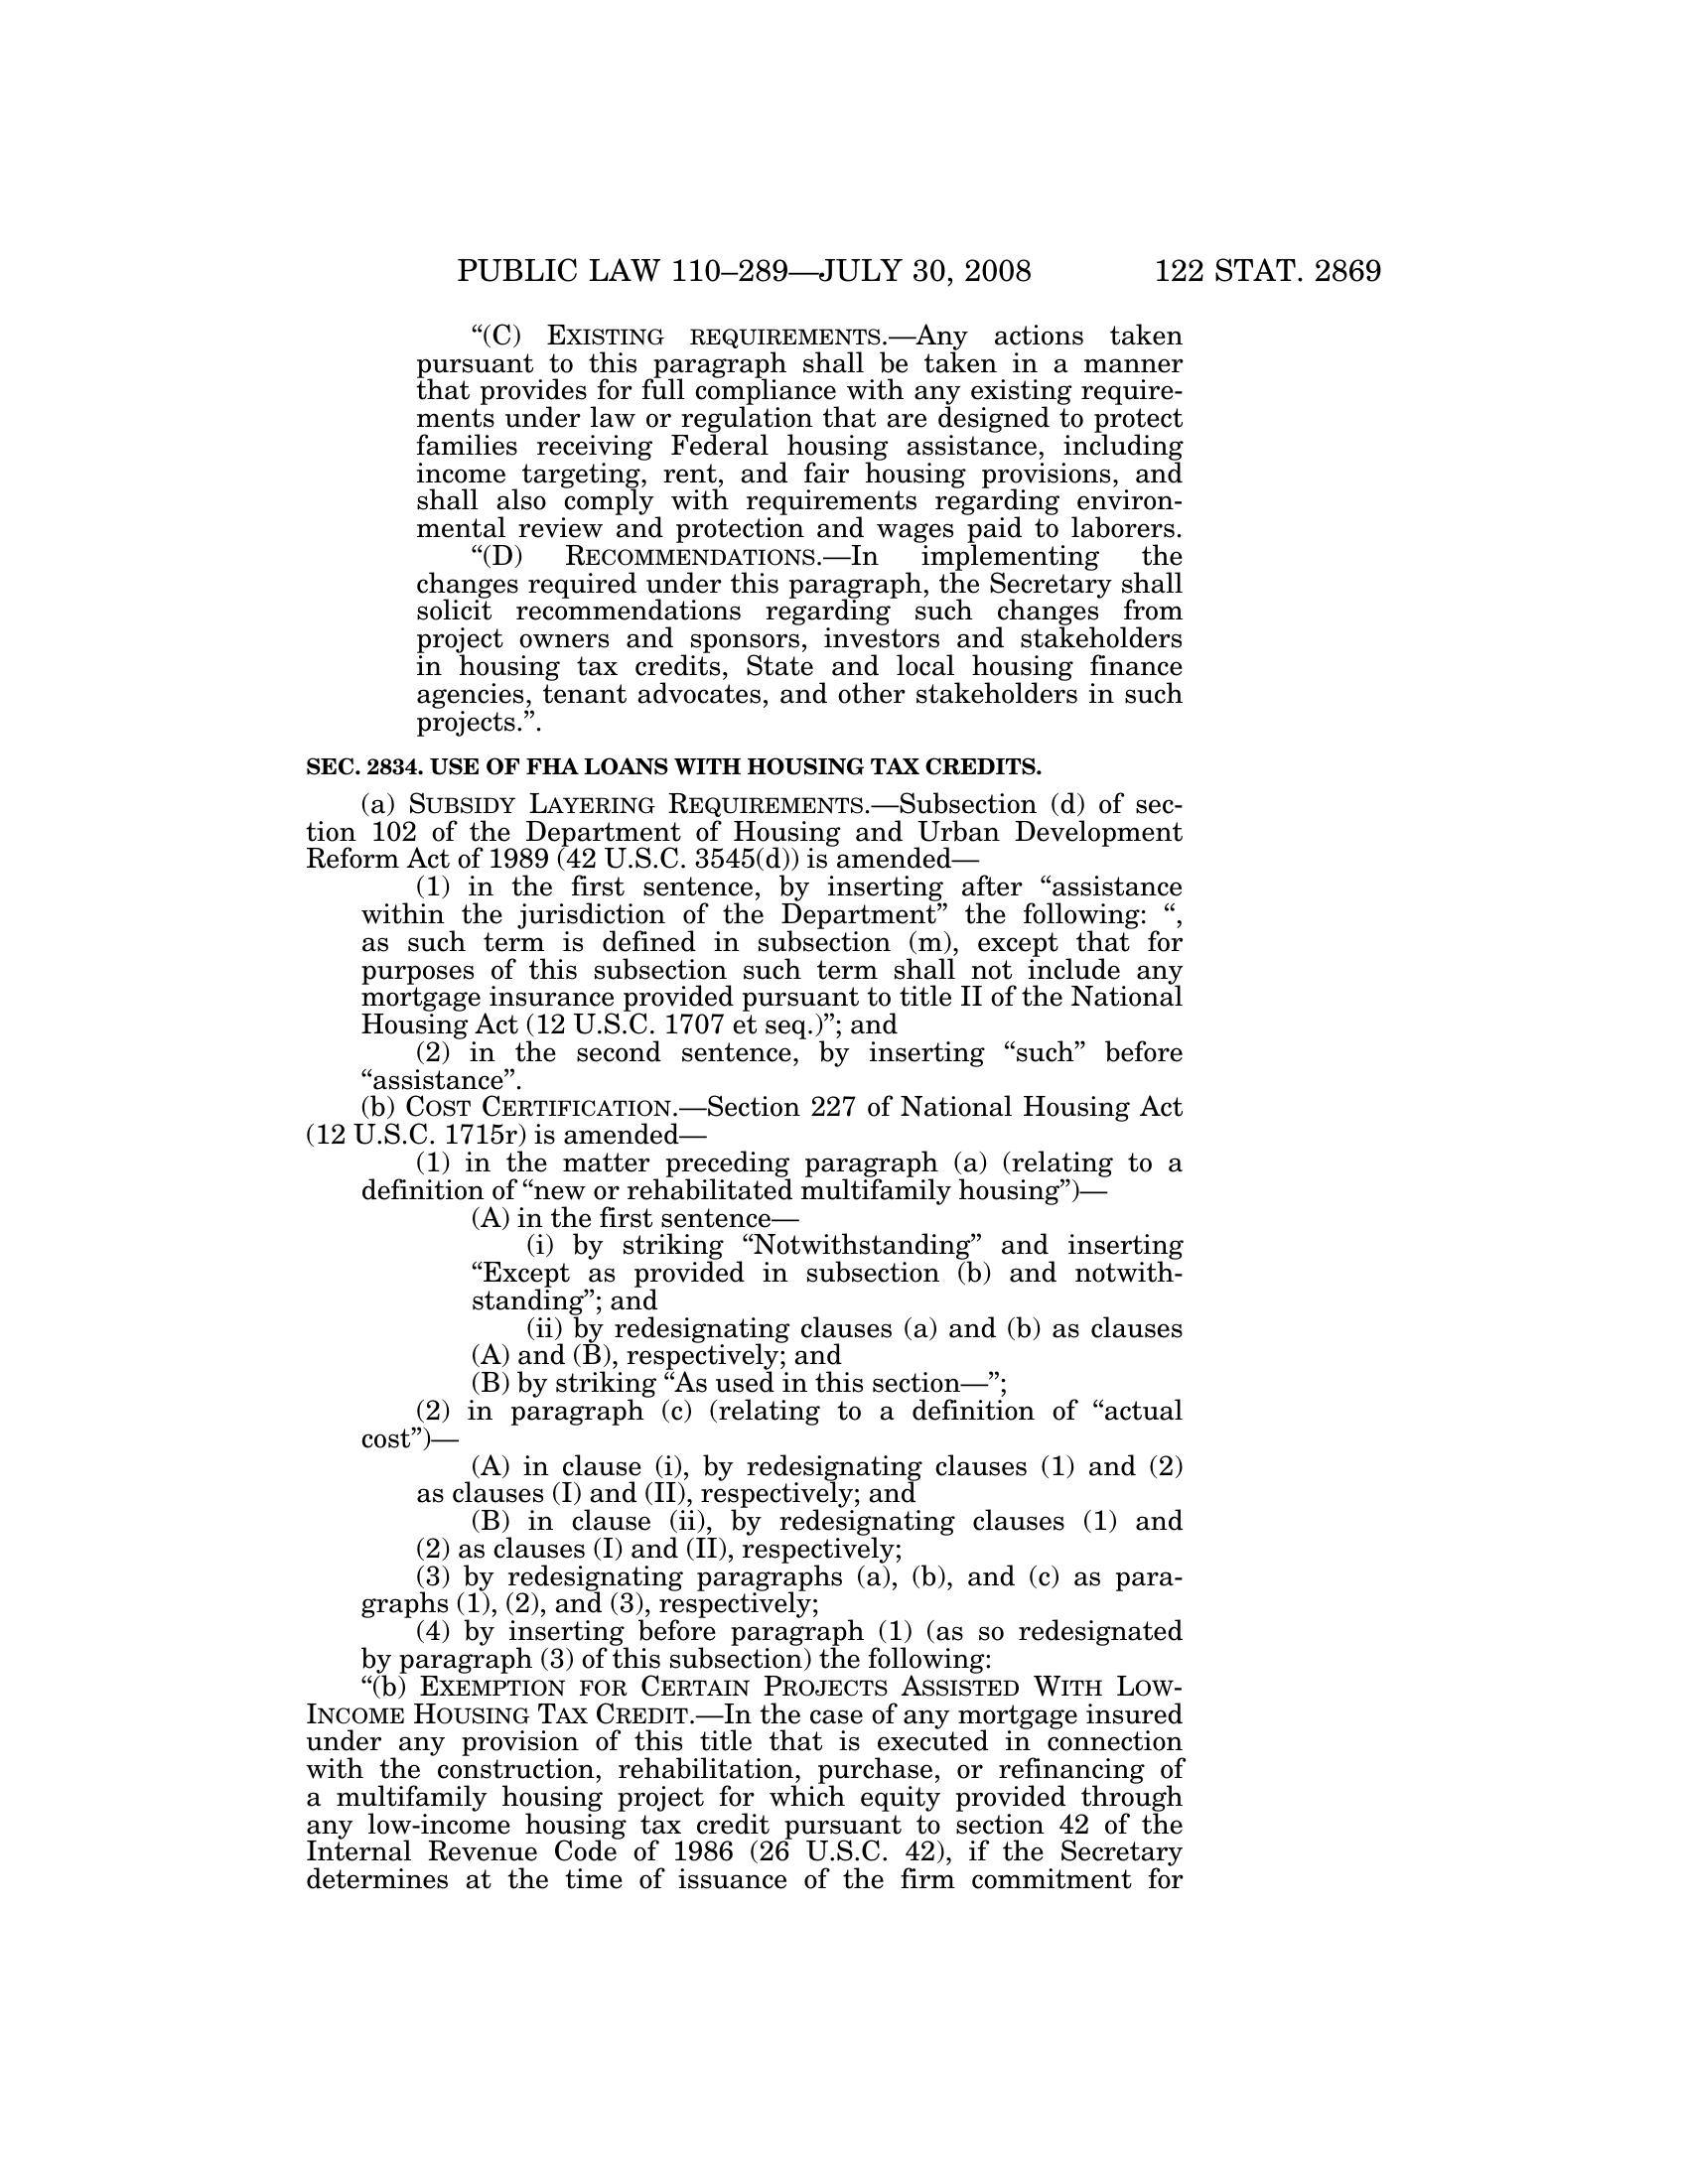 PUBLIC LAW 110–289—JULY 30, 2008 122 STAT. 2869
“(C) EXISTING REQUIREMENTS.—Any actions taken
pursuant to this paragraph shall be taken in a manner
that provides for full compliance with any existing require-
ments under law or regulation that are designed to protect
families receiving Federal housing assistance, including
income targeting, rent, and fair housing provisions, and
shall also comply with requirements regarding environ-
mental review and protection and wages paid to laborers.
“(D) RECOMMENDATIONS.—In implementing the
changes required under this paragraph, the Secretary shall
solicit recommendations regarding such changes from
project owners and sponsors, investors and stakeholders
in housing tax credits, State and local housing finance
agencies, tenant advocates, and other stakeholders in such
projects.”.
SEC. 2834. USE OF FHA LOANS WITH HOUSING TAX CREDITS.
(a) SUBSIDY LAYERING REQUIREMENTS.—Subsection (d) of sec-
tion 102 of the Department of Housing and Urban Development
Reform Act of 1989 (42 U.S.C. 3545(d)) is amended—
(1) in the first sentence, by inserting after “assistance
within the jurisdiction of the Department” the following: “,
as such term is defined in subsection (m), except that for
purposes of this subsection such term shall not include any
mortgage insurance provided pursuant to title II of the National
Housing Act (12 U.S.C. 1707 et seq.)”; and
(2) in the second sentence, by inserting “such” before
“assistance”.
(b) COST CERTIFICATION.—Section 227 of National Housing Act
(12 U.S.C. 1715r) is amended—
(1) in the matter preceding paragraph (a) (relating to a
definition of “new or rehabilitated multifamily housing”)—
(A) in the first sentence—
(i) by striking “Notwithstanding” and inserting
“Except as provided in subsection (b) and notwith-
standing”; and
(ii) by redesignating clauses (a) and (b) as clauses
(A) and (B), respectively; and
(B) by striking “As used in this section—”;
(2) in paragraph (c) (relating to a definition of “actual
cost”)—
(A) in clause (i), by redesignating clauses (1) and (2)
as clauses (I) and (II), respectively; and
(B) in clause (ii), by redesignating clauses (1) and
(2) as clauses (I) and (II), respectively;
(3) by redesignating paragraphs (a), (b), and (c) as para-
graphs (1), (2), and (3), respectively;
(4) by inserting before paragraph (1) (as so redesignated
by paragraph (3) of this subsection) the following:
“(b) EXEMPTION FOR CERTAIN PROJECTS ASSISTED WITH LOW-
INCOME HOUSING TAX CREDIT.—In the case of any mortgage insured
under any provision of this title that is executed in connection
with the construction, rehabilitation, purchase, or refinancing of
a multifamily housing project for which equity provided through
any low-income housing tax credit pursuant to section 42 of the
Internal Revenue Code of 1986 (26 U.S.C. 42), if the Secretary
determines at the time of issuance of the firm commitment for